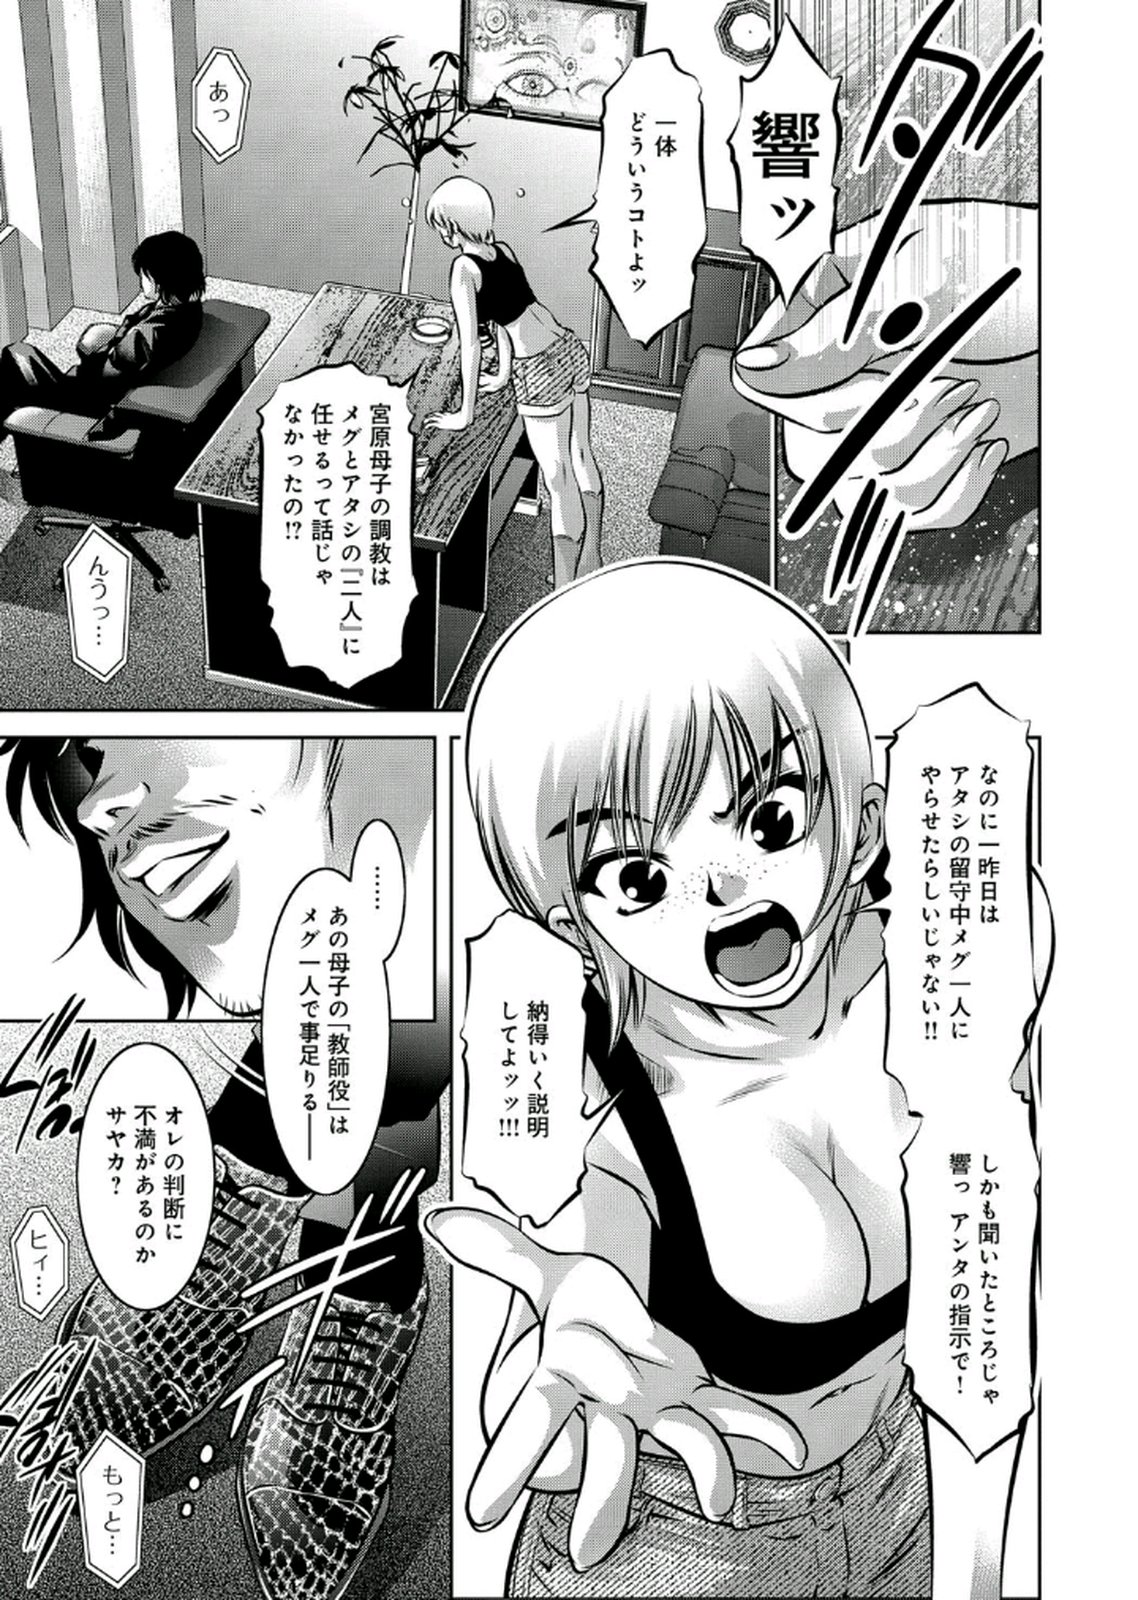 響ッ
ダン
一体
どういうコトよッ
あっ
宮原母子の調教は
メグとアタシの『二人』に
任せるって話じゃ
なかったの!?
んうっ…
なのに一昨日は
アタシの留守中メグ一人に
やらせたらしいじゃない!!
しかも聞いたところじゃ
響っ アンタの指示で!
納得いく説明
してよッッ!!!
……
あの母子の「教師役」は
メグ一人で事足りる――
オレの判断に
不満があるのか
サヤカ?
ヒィ…
もっと…